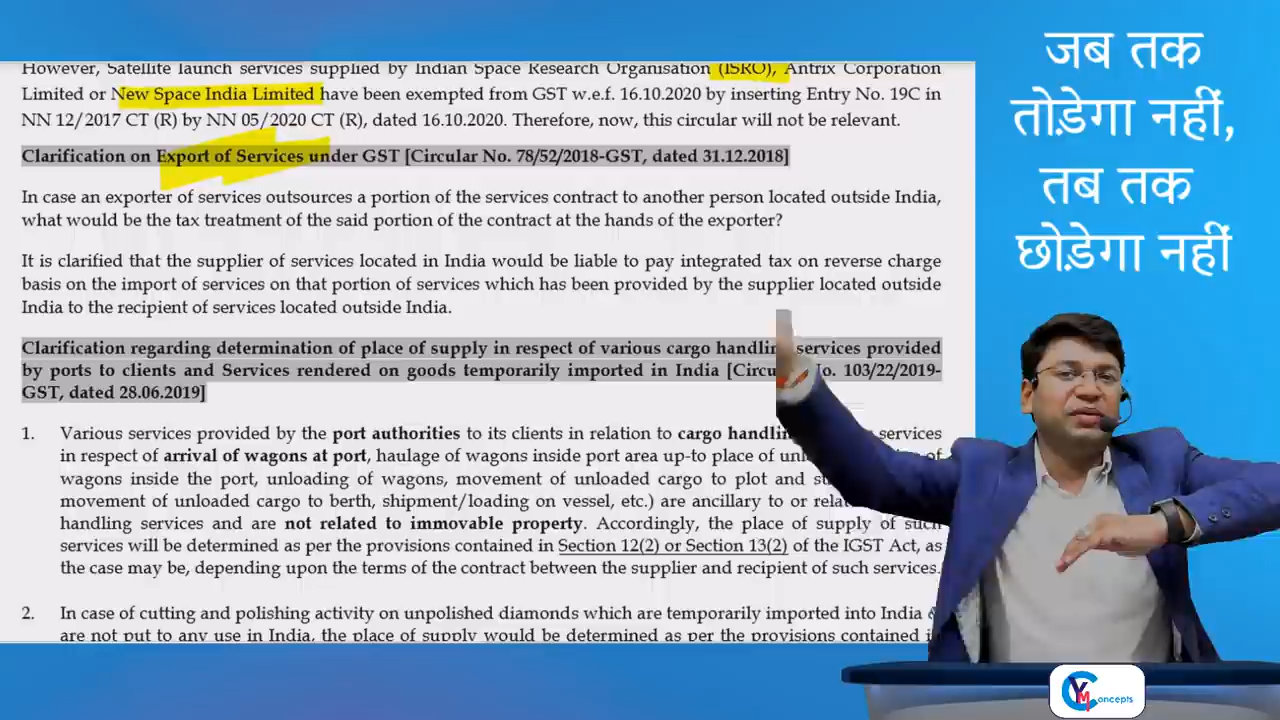 However, Satellite launch services supplied by Indian Space Research Organisation (ISRO), Antrix Corporation
Limited or New Space India Limited have been exempted from GST w.e.f. 16.10.2020 by inserting Entry No. 19C in
NN 12/2017 CT (R) by NN 05/2020 CT (R), dated 16.10.2020. Therefore, now, this circular will not be relevant.
Clarification on Export of Services under GST [Circular No. 78/52/2018-GST, dated 31.12.2018]
In case an exporter of services outsources a portion of the services contract to another person located outside India,
what would be the tax treatment of the said portion of the contract at the hands of the exporter?
It is clarified that the supplier of services located in India would be liable to pay integrated tax on reverse charge
basis on the import of services on that portion of services which has been provided by the supplier located outside
India to the recipient of services located outside India.
Clarification regarding determination of place of supply in respect of various cargo handling services provided
by ports to clients and Services rendered on goods temporarily imported in India [Circu No. 103/22/2019-
GST, dated 28.06.2019]
1. Various services provided by the port authorities to its clients in relation to cargo handlin services
in respect of arrival of wagons at port, haulage of wagons inside port area up-to place of of
wagons inside the port, unloading of wagons, movement of unloaded cargo to plot and
movement of unloaded cargo to berth, shipment/loading on vessel, etc.) are ancillary to or
handling services and are not related to immovable property. Accordingly, the place of supply of such
services will be determined as per the provisions contained in Section 12(2) or Section 13(2) of the IGST Act, as
the case may be, depending upon the terms of the contract between the supplier and recipient of such services.
2. In case of cutting and polishing activity on unpolished diamonds which are temporarily imported into India &
are not put to any use in India, the place of supply would be determined as per the provisions contained
जब तक
तोड़ेगा नहीं,
तब तक
छोड़ेगा नहीं
YM Concepts